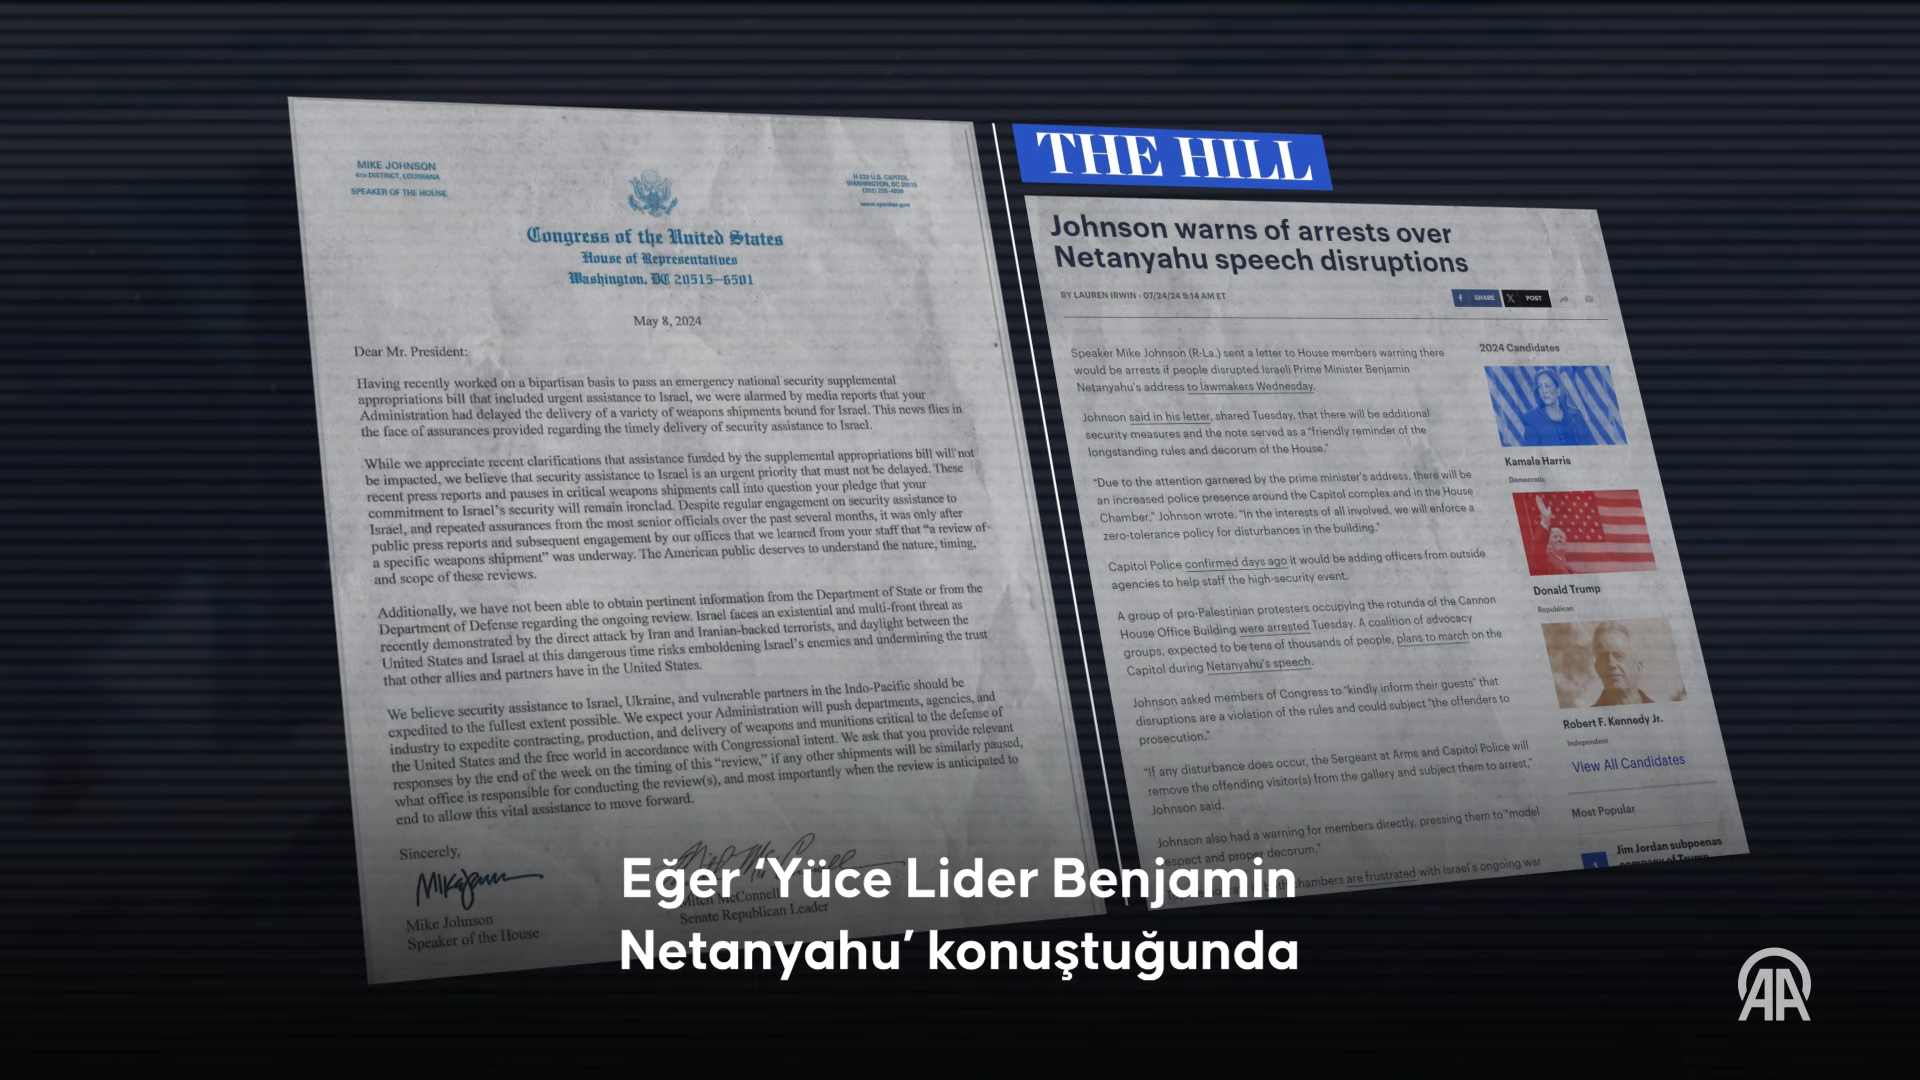 MIKE JOHNSON
4TH DISTRICT, LOUISIANA
SPEAKER OF THE HOUSE
H-232 U.S. CAPITOL
WASHINGTON, DC 20515
(202) 225-4000
www.speaker.gov
Congress of the United States
House of Representatives
Washington, DC 20515–6501
May 8, 2024
Dear Mr. President:
Having recently worked on a bipartisan basis to pass an emergency national security supplemental
appropriations bill that included urgent assistance to Israel, we were alarmed by media reports that your
Administration had delayed the delivery of a variety of weapons shipments bound for Israel. This news flies in
the face of assurances provided regarding the timely delivery of security assistance to Israel.
While we appreciate recent clarifications that assistance funded by the supplemental appropriations bill will not
be impacted, we believe that security assistance to Israel is an urgent priority that must not be delayed. These
recent press reports and pauses in critical weapons shipments call into question your pledge that your
commitment to Israel's security will remain ironclad. Despite regular engagement on security assistance to
Israel, and repeated assurances from the most senior officials over the past several months, it was only after
public press reports and subsequent engagement by our offices that we learned from your staff that “a review of
a specific weapons shipment” was underway. The American public deserves to understand the nature, timing,
and scope of these reviews.
Additionally, we have not been able to obtain pertinent information from the Department of State or from the
Department of Defense regarding the ongoing review. Israel faces an existential and multi-front threat as
recently demonstrated by the direct attack by Iran and Iranian-backed terrorists, and daylight between the
United States and Israel at this dangerous time risks emboldening Israel's enemies and undermining the trust
that other allies and partners have in the United States.
We believe security assistance to Israel, Ukraine, and vulnerable partners in the Indo-Pacific should be
expedited to the fullest extent possible. We expect your Administration will push departments, agencies, and
industry to expedite contracting, production, and delivery of weapons and munitions critical to the defense of
the United States and the free world in accordance with Congressional intent. We ask that you provide relevant
responses by the end of the week on the timing of this “review,” if any other shipments will be similarly paused,
what office is responsible for conducting the review(s), and most importantly when the review is anticipated to
end to allow this vital assistance to move forward.
Sincerely,
Mike Johnson
Speaker of the House
Mitch McConnell
Senate Republican Leader
THE HILL
Johnson warns of arrests over
Netanyahu speech disruptions
BY LAUREN IRWIN - 07/24/24 9:14 AM ET
SHARE
POST
Speaker Mike Johnson (R-La.) sent a letter to House members warning there
would be arrests if people disrupted Israeli Prime Minister Benjamin
Netanyahu's address to lawmakers Wednesday.
Johnson said in his letter, shared Tuesday, that there will be additional
security measures and the note served as a “friendly reminder of the
longstanding rules and decorum of the House.”
“Due to the attention garnered by the prime minister's address, there will be
an increased police presence around the Capitol complex and in the House
Chamber,” Johnson wrote. “In the interests of all involved, we will enforce a
zero-tolerance policy for disturbances in the building.”
Capitol Police confirmed days ago it would be adding officers from outside
agencies to help staff the high-security event.
A group of pro-Palestinian protesters occupying the rotunda of the Cannon
House Office Building were arrested Tuesday. A coalition of advocacy
groups, expected to be tens of thousands of people, plans to march on the
Capitol during Netanyahu's speech.
Johnson asked members of Congress to “kindly inform their guests” that
disruptions are a violation of the rules and could subject “the offenders to
prosecution.”
“If any disturbance does occur, the Sergeant at Arms and Capitol Police will
remove the offending visitor(s) from the gallery and subject them to arrest,”
Johnson said.
Johnson also had a warning for members directly, pressing them to “model
respect and proper decorum.”
chambers are frustrated with Israel's ongoing war
2024 Candidates
Kamala Harris
Democratic
Donald Trump
Republican
Robert F. Kennedy Jr.
Independent
View All Candidates
Most Popular
1
Jim Jordan subpoenas
company of Trump
Eğer ‘Yüce Lider Benjamin
Netanyahu’ konuştuğunda
AA